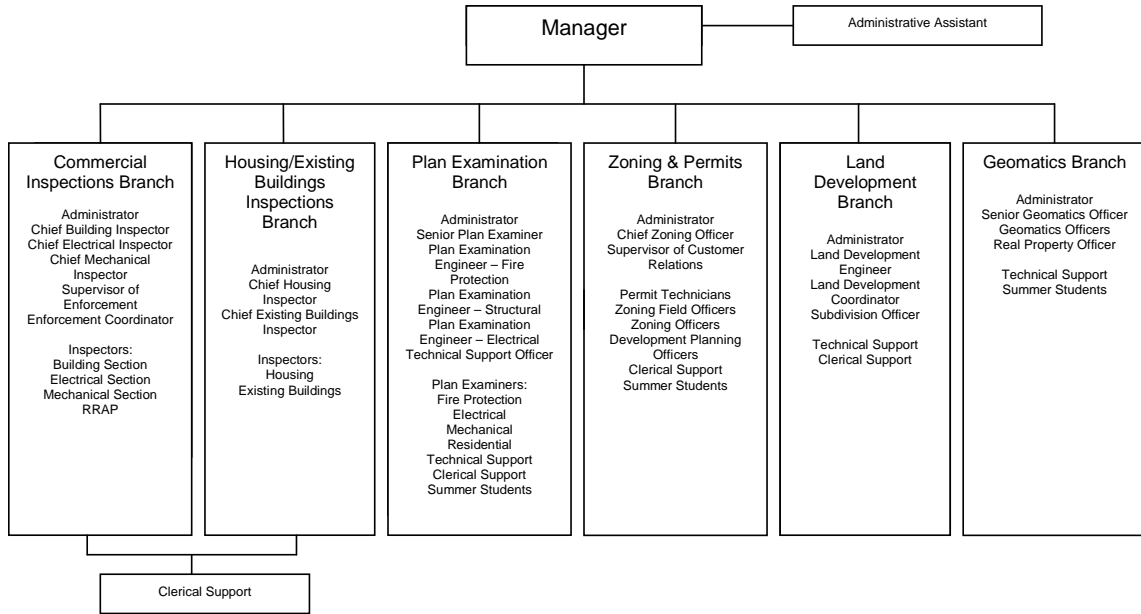 Manager
Administrative Assistant
Commercial
Inspections Branch
Administrator
Chief Building Inspector
Chief Electrical Inspector
Chief Mechanical
Inspector
Supervisor of
Enforcement
Enforcement Coordinator
Inspectors:
Building Section
Electrical Section
Mechanical Section
RRAP
Housing/Existing
Buildings
Inspections
Branch
Administrator
Chief Housing
Inspector
Chief Existing Buildings
Inspector
Inspectors:
Housing
Existing Buildings
Plan Examination
Branch
Administrator
Senior Plan Examiner
Plan Examination
Engineer – Fire
Protection
Plan Examination
Engineer – Structural
Plan Examination
Engineer – Electrical
Technical Support Officer
Plan Examiners:
Fire Protection
Electrical
Mechanical
Residential
Technical Support
Clerical Support
Summer Students
Zoning & Permits
Branch
Administrator
Chief Zoning Officer
Supervisor of Customer
Relations
Permit Technicians
Zoning Field Officers
Zoning Officers
Development Planning
Officers
Clerical Support
Summer Students
Land
Development
Branch
Administrator
Land Development
Engineer
Land Development
Coordinator
Subdivision Officer
Technical Support
Clerical Support
Geomatics Branch
Administrator
Senior Geomatics Officer
Geomatics Officers
Real Property Officer
Technical Support
Summer Students
Clerical Support